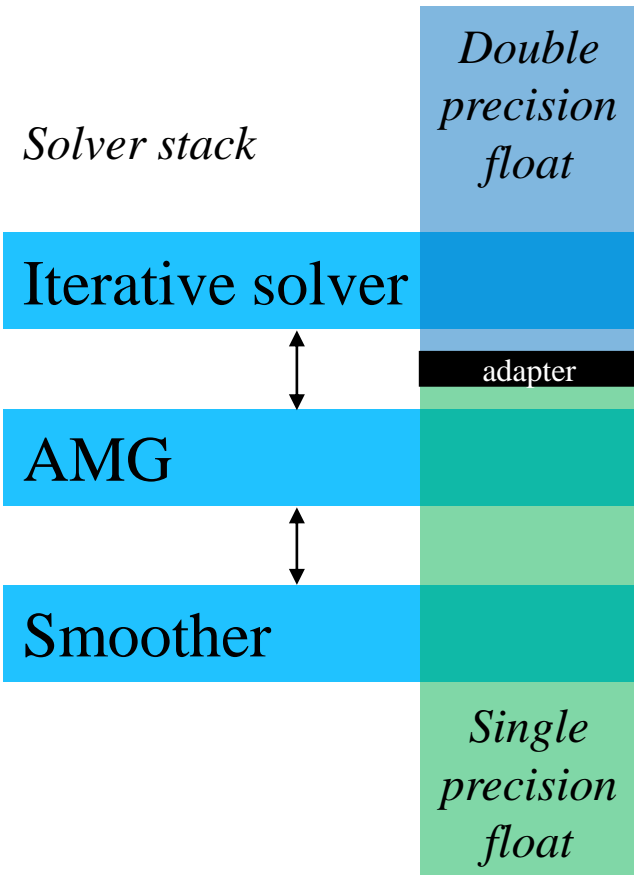 Double
precision
float
Solver stack
Iterative solver
adapter
AMG
Smoother
Single
precision
float